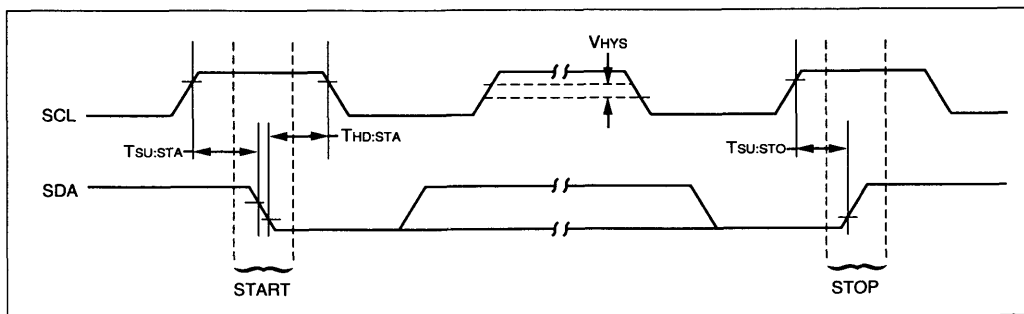 VHYS
SCL
THD:STA
TSU:STA
TSU:STO
SDA
START
STOP